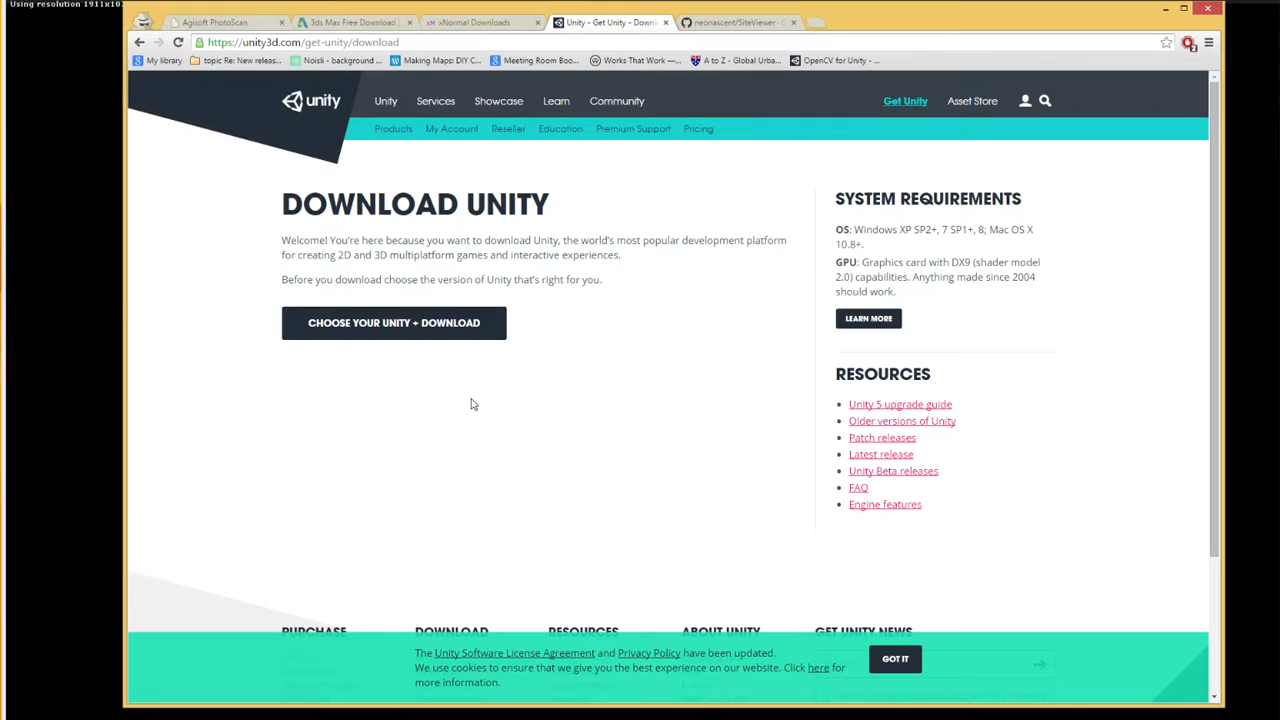 Using resolution 1911x10
Agisoft PhotoScan
3ds Max Free Download |
xNormal Downloads
Unity - Get Unity - Down
neonascent/SiteViewer - G
https://unity3d.com/get-unity/download
My library
topic Re: New releas...
Noisli - background ...
Making Maps: DIY C...
Meeting Room Boo...
Works That Work —...
A to Z - Global Urba...
OpenCV for Unity - ...
unity
Unity Services Showcase Learn Community
Get Unity Asset Store
Products My Account Reseller Education Premium Support Pricing
DOWNLOAD UNITY
Welcome! You're here because you want to download Unity, the world's most popular development platform
for creating 2D and 3D multiplatform games and interactive experiences.
Before you download choose the version of Unity that's right for you.
CHOOSE YOUR UNITY + DOWNLOAD
SYSTEM REQUIREMENTS
OS: Windows XP SP2+, 7 SP1+, 8; Mac OS X
10.8+.
GPU: Graphics card with DX9 (shader model
2.0) capabilities. Anything made since 2004
should work.
LEARN MORE
RESOURCES
Unity 5 upgrade guide
Older versions of Unity
Patch releases
Latest release
Unity Beta releases
FAQ
Engine features
PURCHASE DOWNLOAD RESOURCES ABOUT UNITY GET UNITY NEWS
The Unity Software License Agreement and Privacy Policy have been updated.
We use cookies to ensure that we give you the best experience on our website. Click here for
more information.
GOT IT